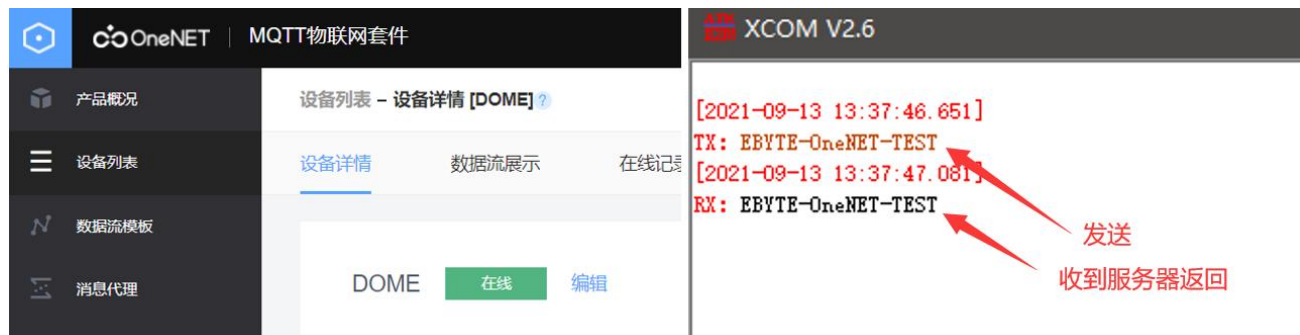 OneNET | MQTT物联网套件
产品概况
设备列表
数据流模板
消息代理
设备列表 – 设备详情 [DOME] ?
设备详情 数据流展示 在线记录
DOME 在线 编辑
ATK COM XCOM V2.6
[2021-09-13 13:37:46.651]
TX: EBYTE-OneNET-TEST
[2021-09-13 13:37:47.081]
RX: EBYTE-OneNET-TEST
发送
收到服务器返回